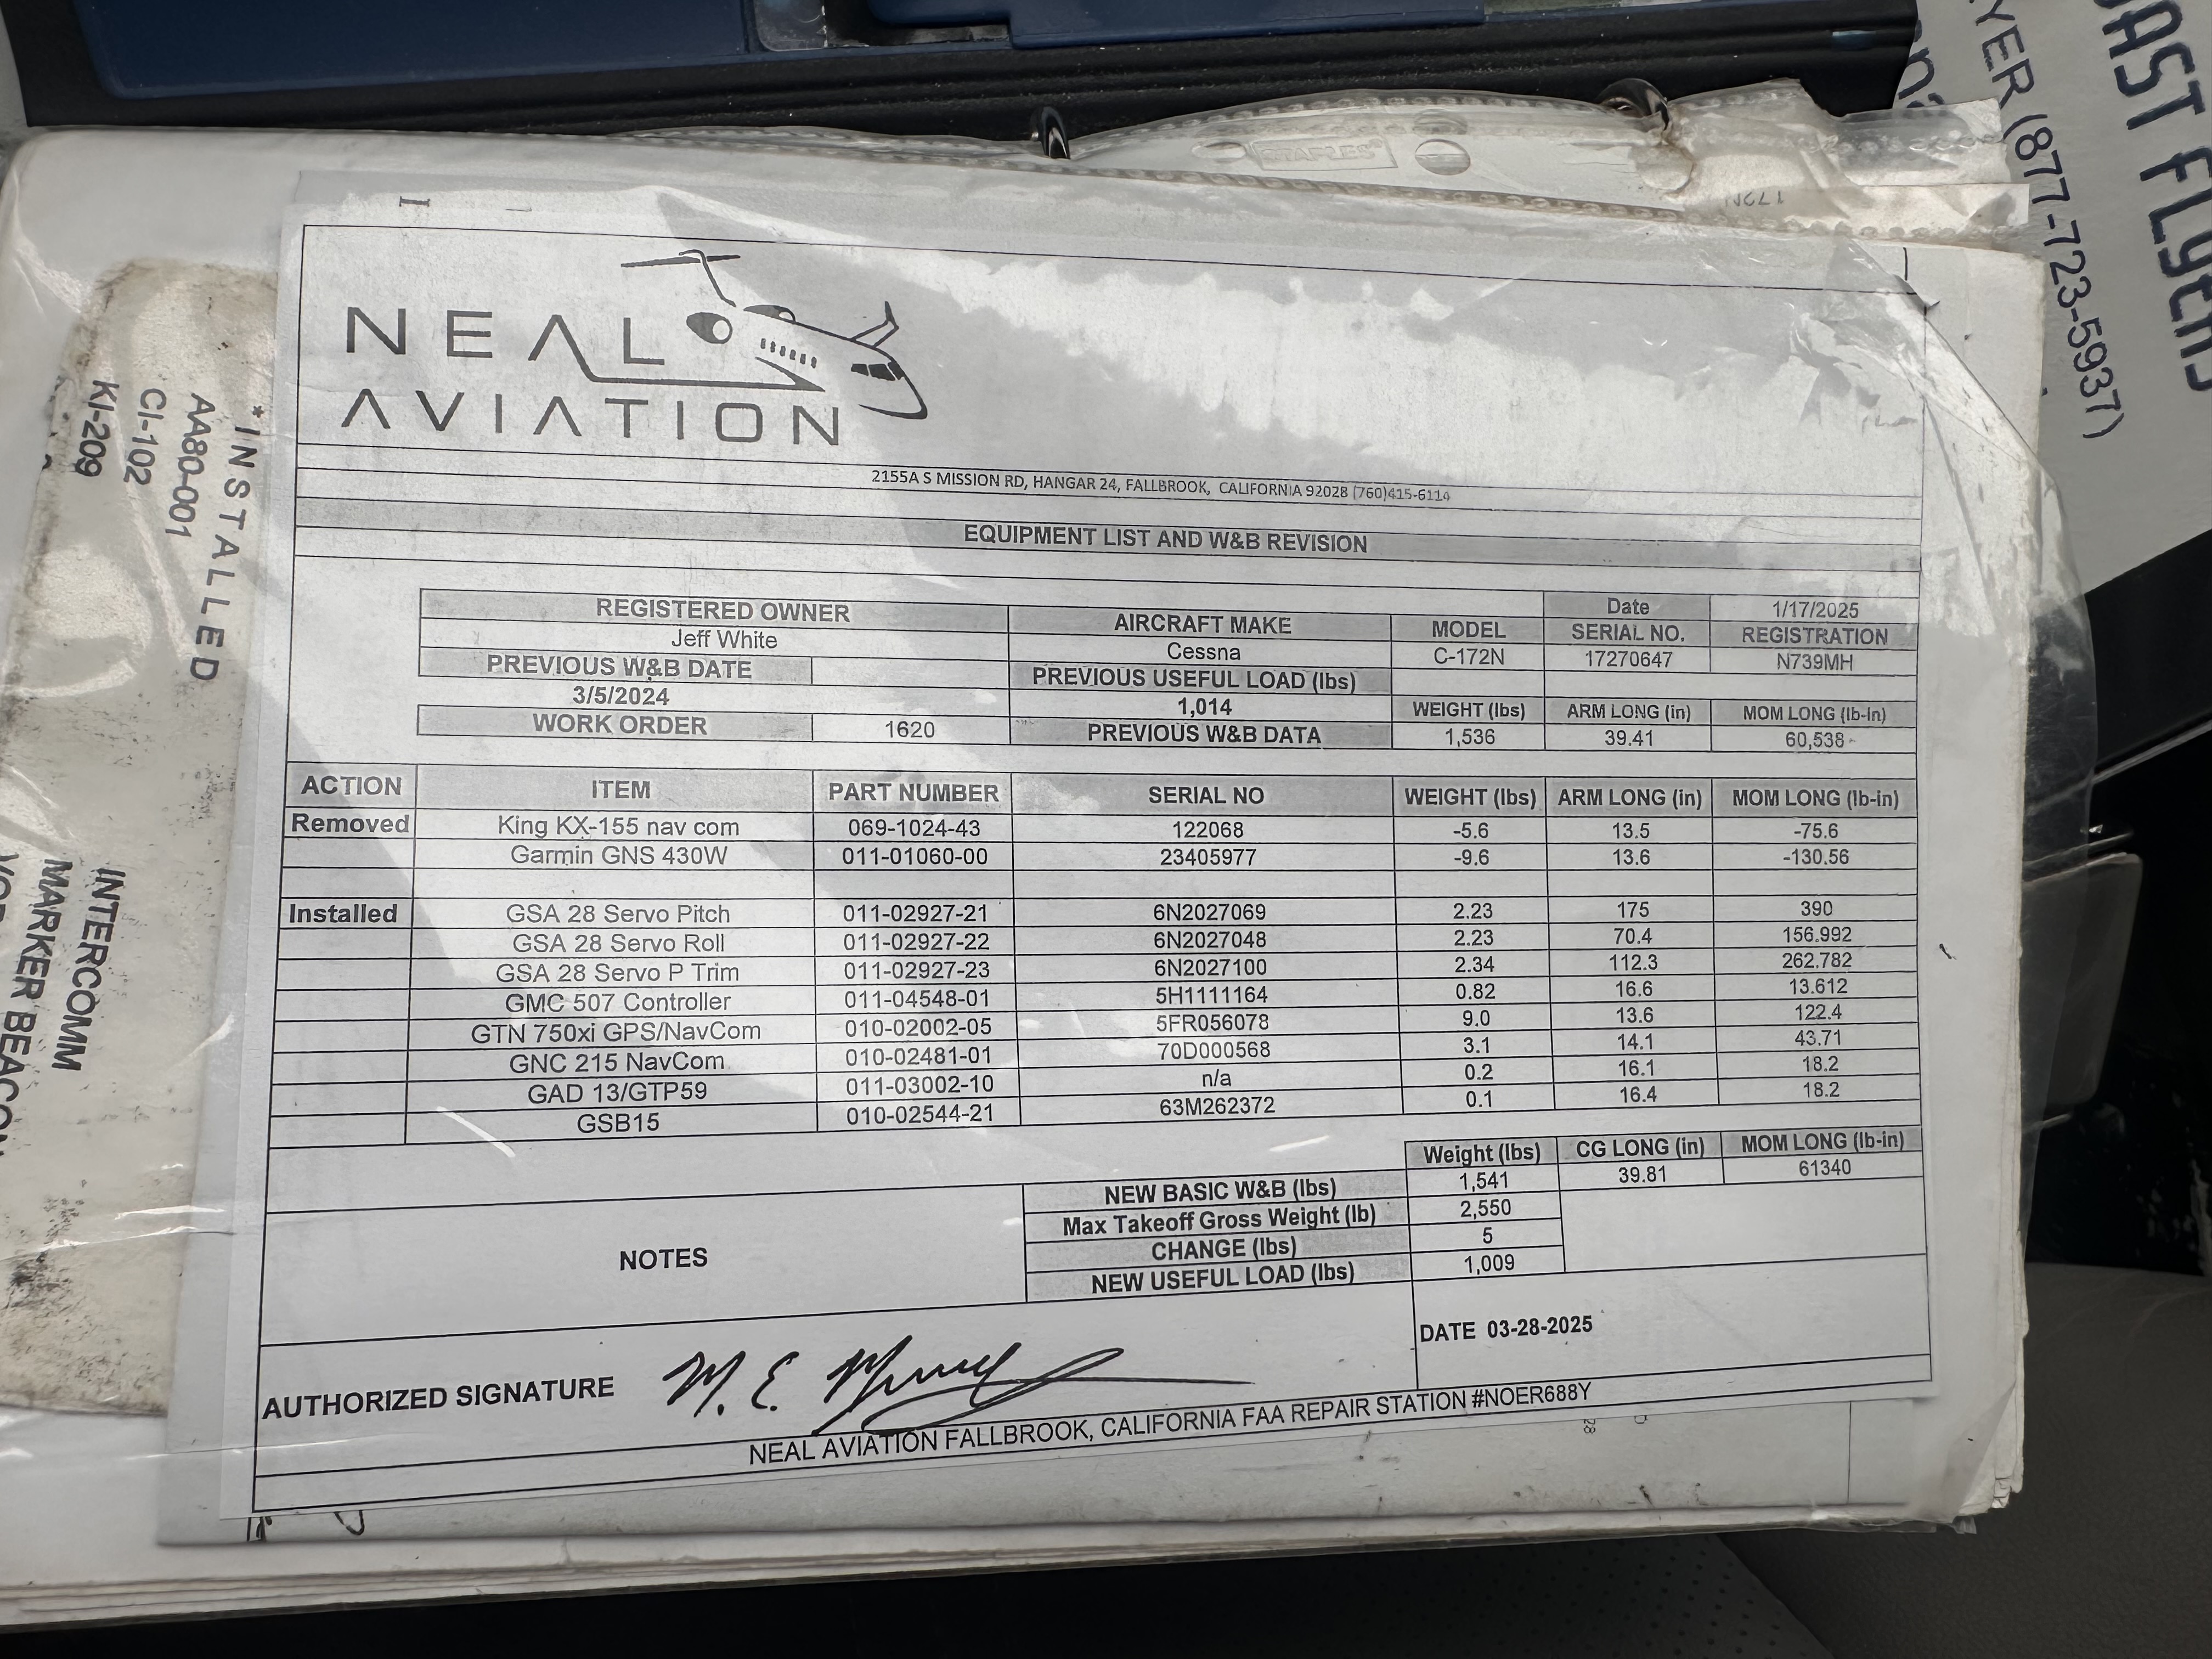 NEAL
AVIATION
2155A S MISSION RD, HANGAR 24, FALLBROOK, CALIFORNIA 92028 (760)415-6114
EQUIPMENT LIST AND W&B REVISION
Date 1/17/2025
REGISTERED OWNER AIRCRAFT MAKE MODEL SERIAL NO. REGISTRATION
Jeff White Cessna C-172N 17270647 N739MH
PREVIOUS W&B DATE PREVIOUS USEFUL LOAD (lbs)
3/5/2024 1,014 WEIGHT (lbs) ARM LONG (in) MOM LONG (lb-in)
WORK ORDER 1620 PREVIOUS W&B DATA 1,536 39.41 60,538
ACTION ITEM PART NUMBER SERIAL NO WEIGHT (lbs) ARM LONG (in) MOM LONG (lb-in)
Removed King KX-155 nav com 069-1024-43 122068 -5.6 13.5 -75.6
Garmin GNS 430W 011-01060-00 23405977 -9.6 13.6 -130.56
Installed GSA 28 Servo Pitch 011-02927-21 6N2027069 2.23 175 390
GSA 28 Servo Roll 011-02927-22 6N2027048 2.23 70.4 156.992
GSA 28 Servo P Trim 011-02927-23 6N2027100 2.34 112.3 262.782
GMC 507 Controller 011-04548-01 5H1111164 0.82 16.6 13.612
GTN 750xi GPS/NavCom 010-02002-05 5FR056078 9.0 13.6 122.4
GNC 215 NavCom 010-02481-01 70D000568 3.1 14.1 43.71
GAD 13/GTP59 011-03002-10 n/a 0.2 16.1 18.2
GSB15 010-02544-21 63M262372 0.1 16.4 18.2
Weight (lbs) CG LONG (in) MOM LONG (lb-in)
NEW BASIC W&B (lbs) 1,541 39.81 61340
Max Takeoff Gross Weight (lb) 2,550
NOTES
CHANGE (lbs) 5
NEW USEFUL LOAD (lbs) 1,009
AUTHORIZED SIGNATURE M. E.
DATE 03-28-2025
NEAL AVIATION FALLBROOK, CALIFORNIA FAA REPAIR STATION #NOER688Y
*INSTALLED
AA80-001
CI-102
KI-209
INTERCOMM
MARKER BEACON
STAPLES
172N
FLYERS
(877-723-5937)
28